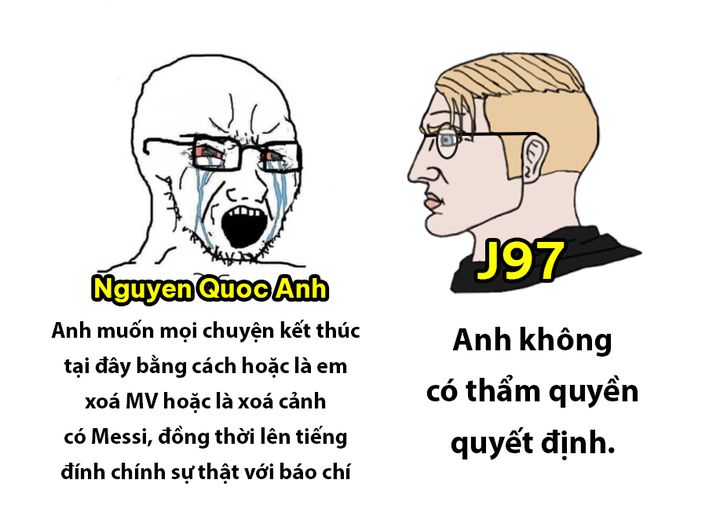 Nguyen Quoc Anh
Anh muốn mọi chuyện kết thúc
tại đây bằng cách hoặc là em
xoá MV hoặc là xoá cảnh
có Messi, đồng thời lên tiếng
đính chính sự thật với báo chí
J97
Anh không
có thẩm quyền
quyết định.